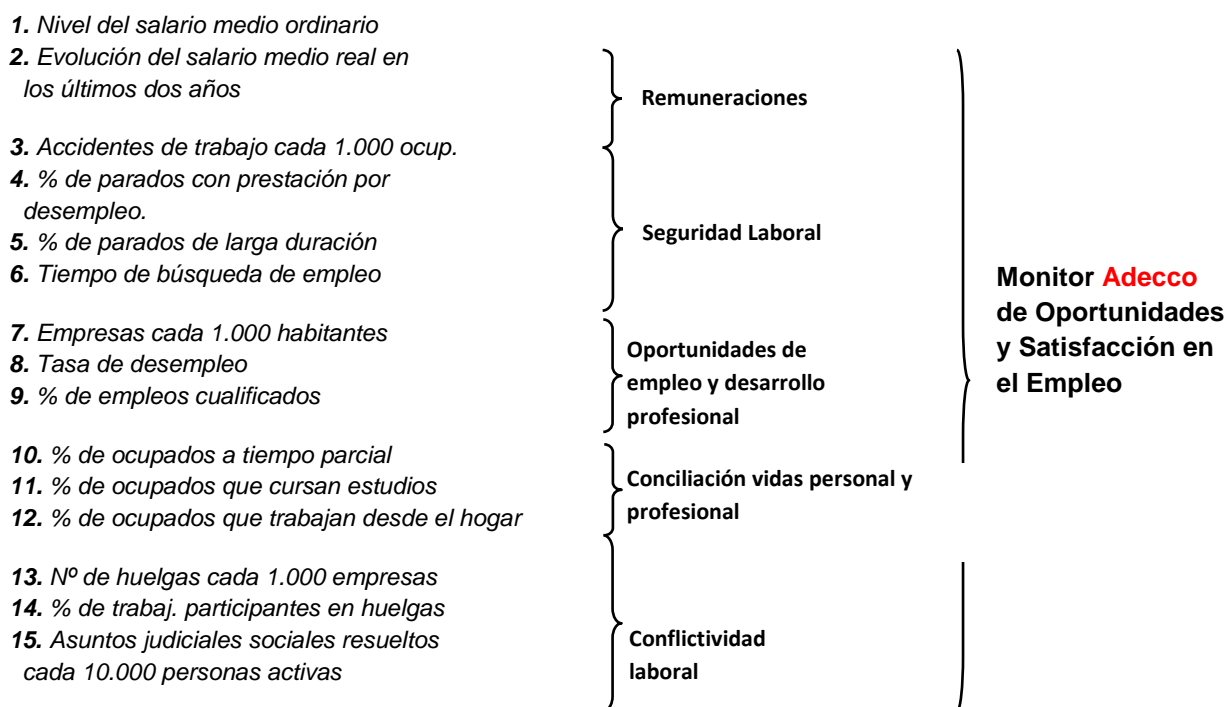 1. Nivel del salario medio ordinario
2. Evolución del salario medio real en
los últimos dos años
Remuneraciones
3. Accidentes de trabajo cada 1.000 ocup.
4. % de parados con prestación por
desempleo.
5. % de parados de larga duración
6. Tiempo de búsqueda de empleo
Seguridad Laboral
7. Empresas cada 1.000 habitantes
8. Tasa de desempleo
9. % de empleos cualificados
Oportunidades de
empleo y desarrollo
profesional
10. % de ocupados a tiempo parcial
11. % de ocupados que cursan estudios
12. % de ocupados que trabajan desde el hogar
Conciliación vidas personal y
profesional
13. Nº de huelgas cada 1.000 empresas
14. % de trabaj. participantes en huelgas
15. Asuntos judiciales sociales resueltos
cada 10.000 personas activas
Conflictividad
laboral
Monitor Adecco
de Oportunidades
y Satisfacción en
el Empleo